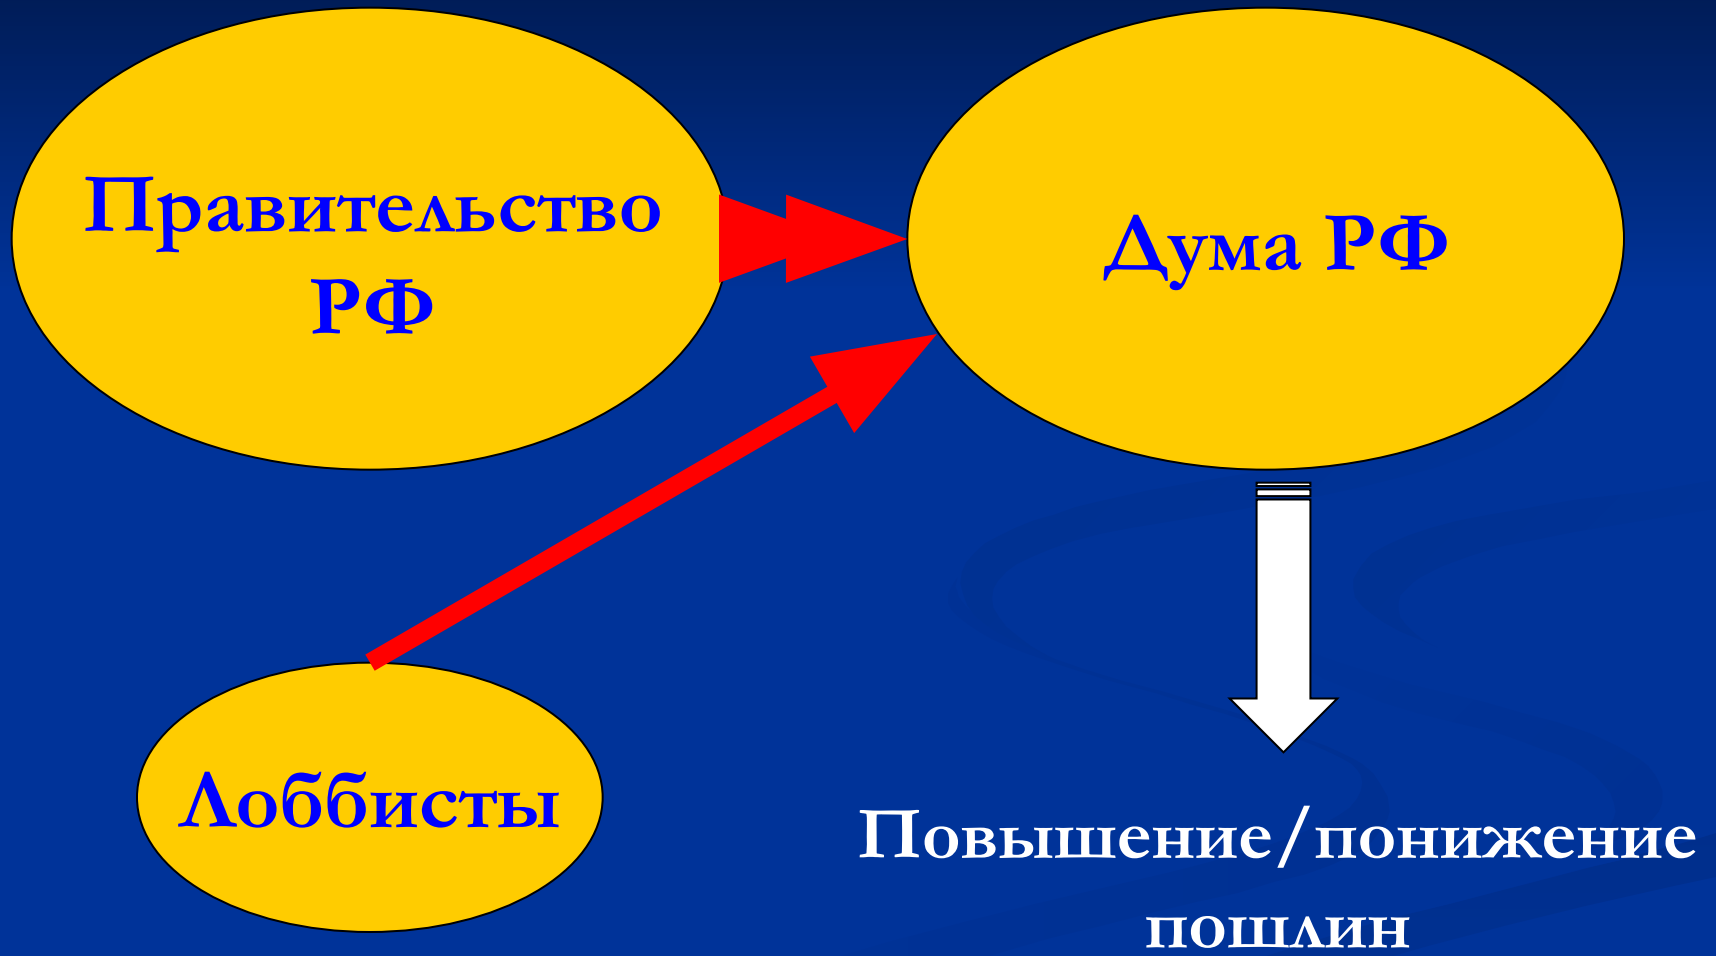 Правительство
РФ
Дума РФ
Лоббисты
Повышение/понижение
пошлин